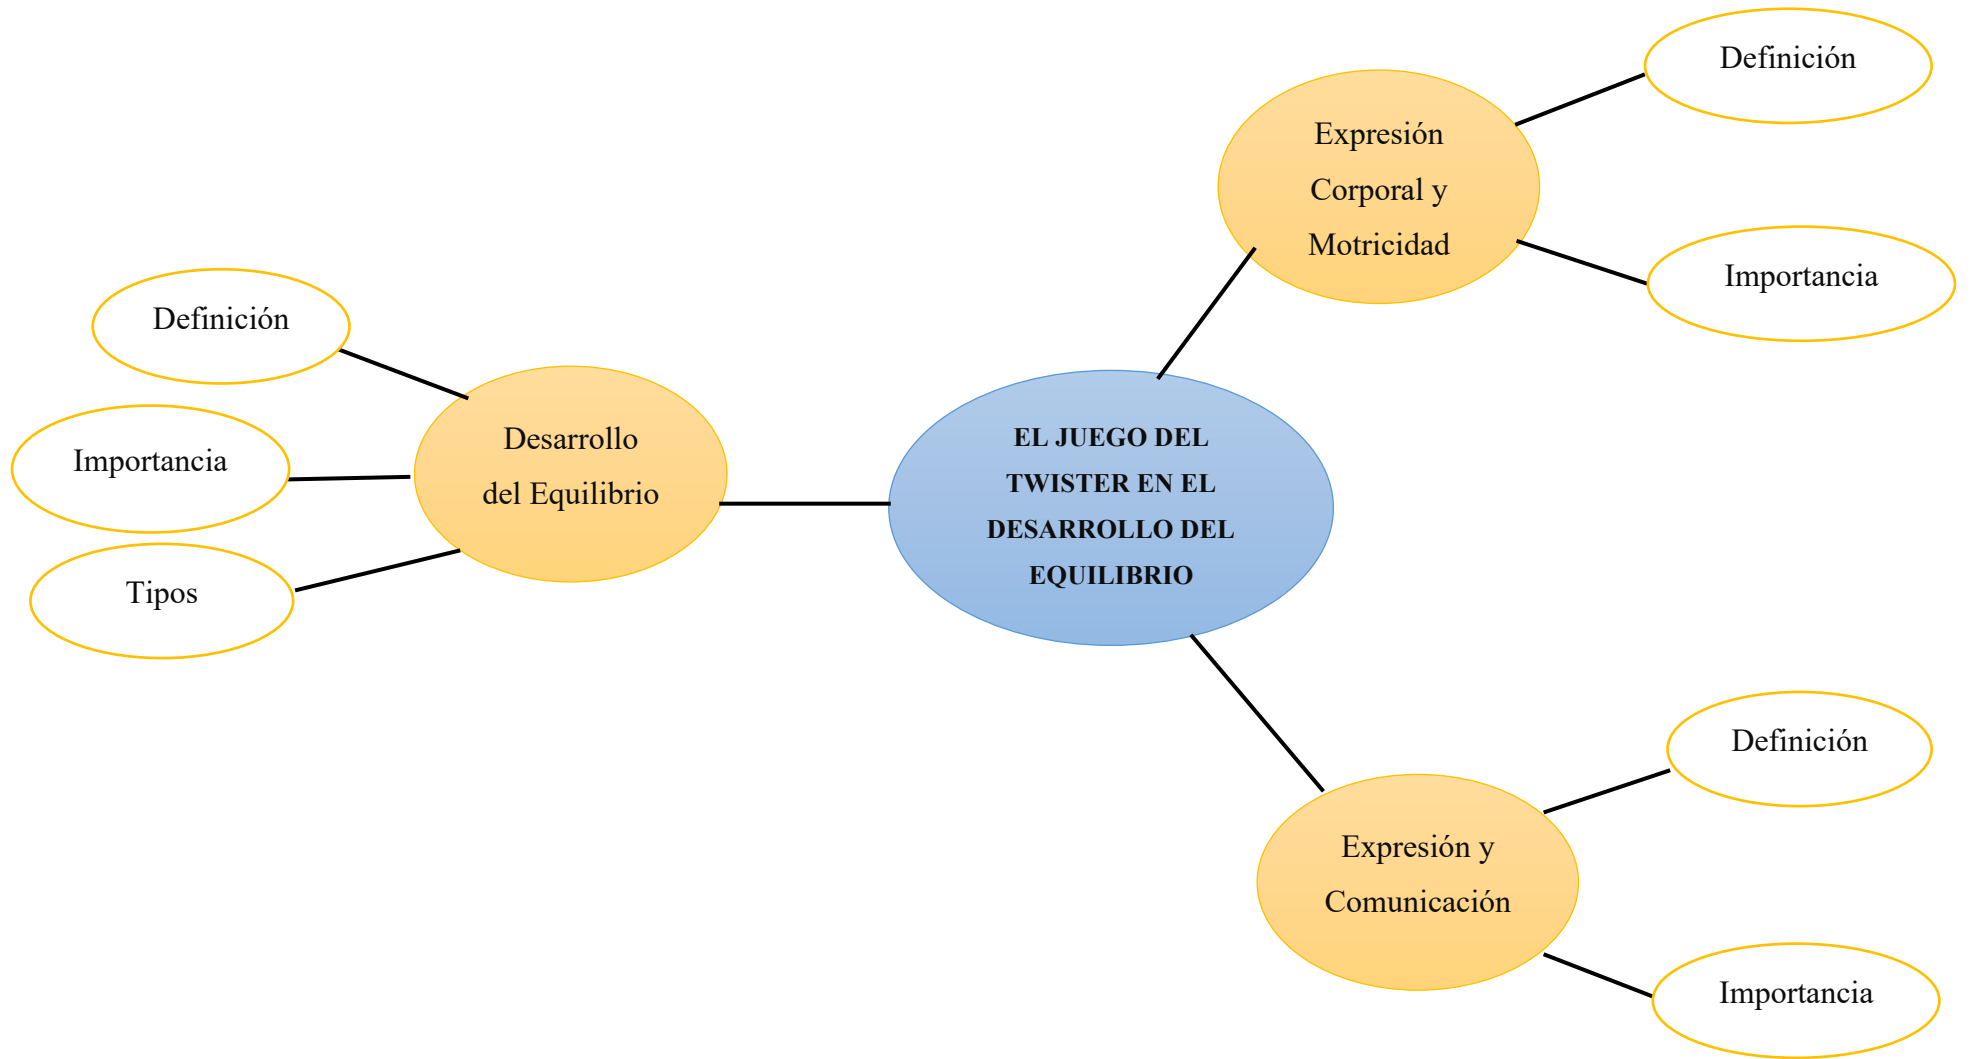 Definición
Expresión
Corporal y
Motricidad
Importancia
Definición
Importancia
Tipos
Desarrollo
del Equilibrio
EL JUEGO DEL
TWISTER EN EL
DESARROLLO DEL
EQUILIBRIO
Definición
Expresión y
Comunicación
Importancia